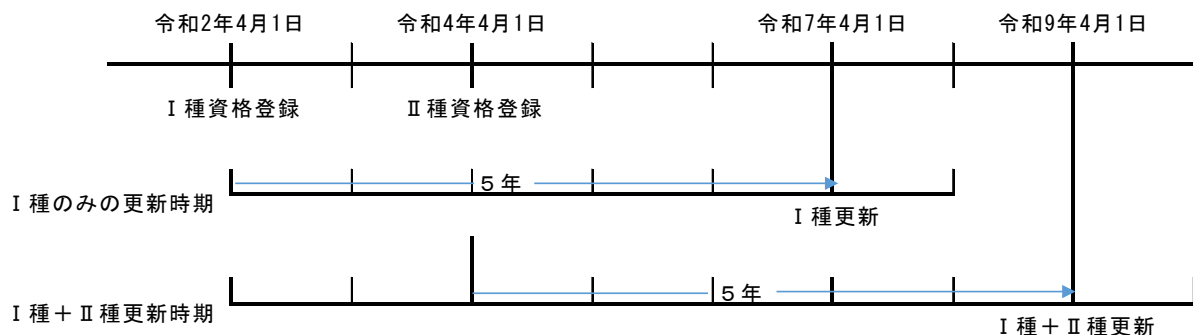 令和2年4月1日 令和4年4月1日 令和7年4月1日 令和9年4月1日
Ⅰ種資格登録 Ⅱ種資格登録
5年
Ⅰ種のみの更新時期
Ⅰ種更新
5年
Ⅰ種＋Ⅱ種更新時期
Ⅰ種＋Ⅱ種更新